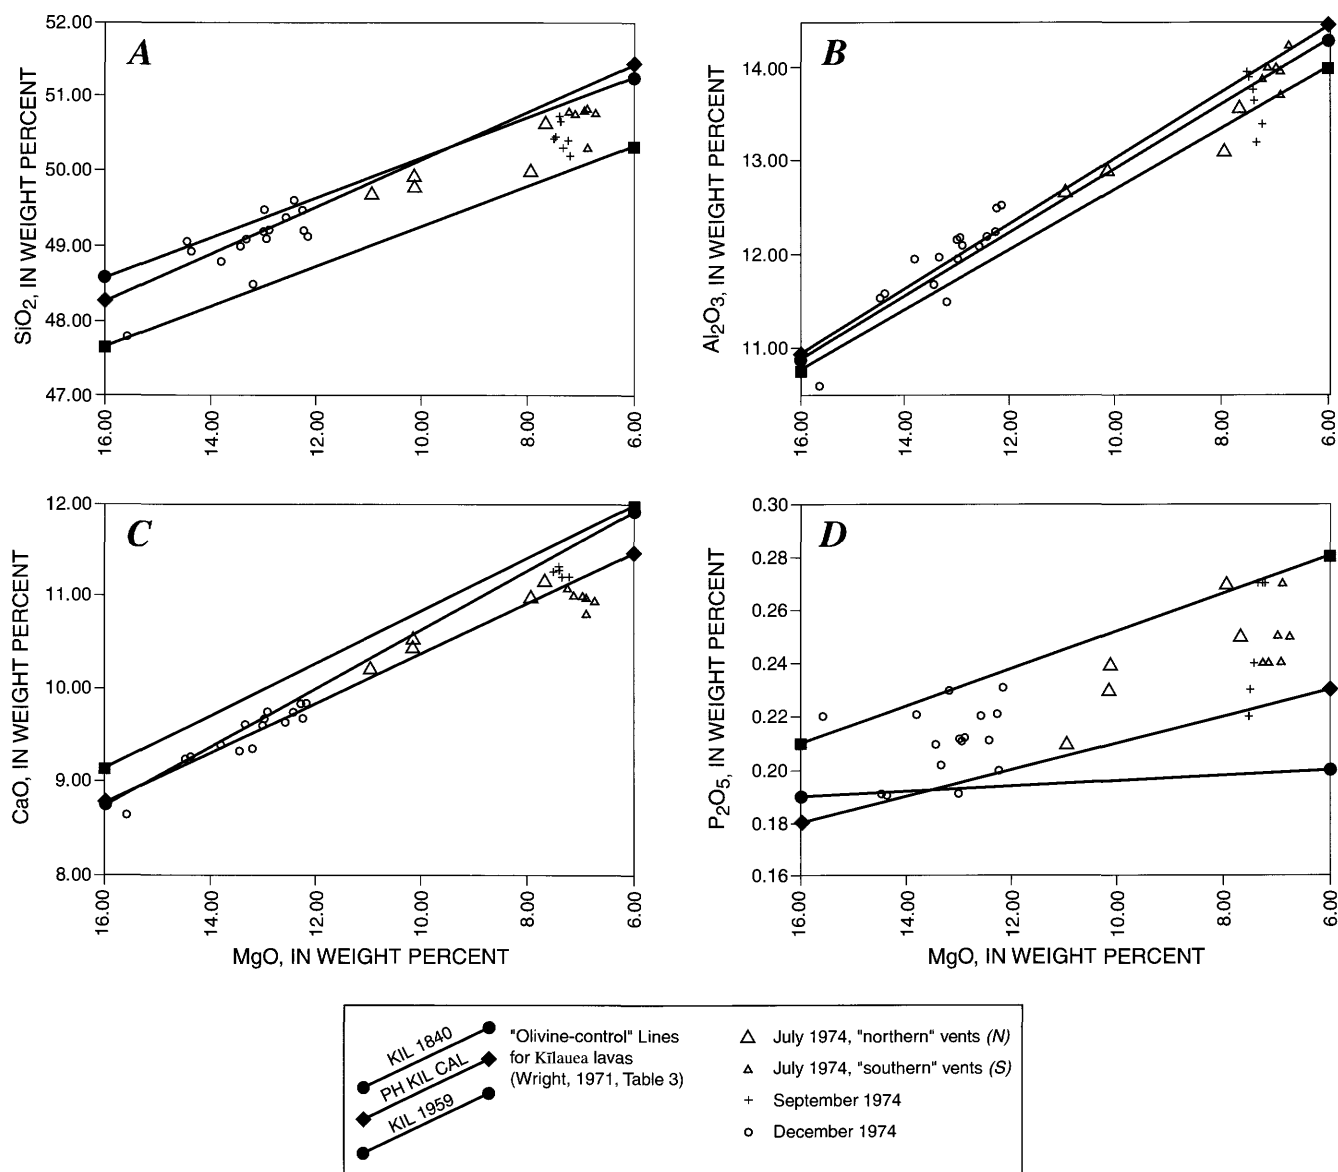 A
SiO2, IN WEIGHT PERCENT
52.00
51.00
50.00
49.00
48.00
47.00
16.00
14.00
12.00
10.00
8.00
6.00
B
Al2O3, IN WEIGHT PERCENT
14.00
13.00
12.00
11.00
16.00
14.00
12.00
10.00
8.00
6.00
C
CaO, IN WEIGHT PERCENT
12.00
11.00
10.00
9.00
8.00
16.00
14.00
12.00
10.00
8.00
6.00
MgO, IN WEIGHT PERCENT
D
P2O5, IN WEIGHT PERCENT
0.30
0.28
0.26
0.24
0.22
0.20
0.18
0.16
16.00
14.00
12.00
10.00
8.00
6.00
MgO, IN WEIGHT PERCENT
KIL 1840
PH KIL CAL
KIL 1959
"Olivine-control" Lines
for Kīlauea lavas
(Wright, 1971, Table 3)
July 1974, "northern" vents (N)
July 1974, "southern" vents (S)
September 1974
December 1974